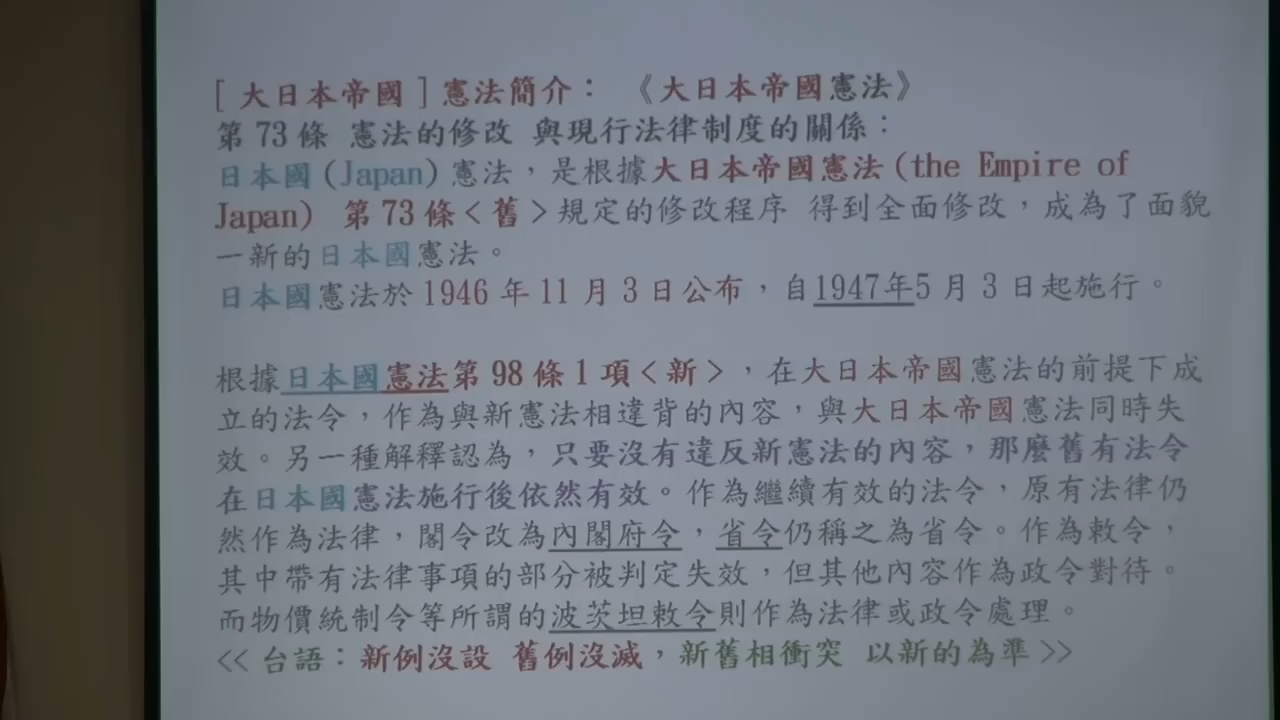 [ 大日本帝國 ] 憲法簡介： 《大日本帝國憲法》
第 73 條 憲法的修改 與現行法律制度的關係：
日本國 (Japan) 憲法，是根據大日本帝國憲法 (the Empire of
Japan) 第 73 條 < 舊 > 規定的修改程序 得到全面修改，成為了面貌
一新的日本國憲法。
日本國憲法於 1946 年 11 月 3 日公布，自1947年5 月 3 日起施行。
根據日本國憲法第 98 條 1 項 < 新 >，在大日本帝國憲法的前提下成
立的法令，作為與新憲法相違背的內容，與大日本帝國憲法同時失
效。另一種解釋認為，只要沒有違反新憲法的內容，那麼舊有法令
在日本國憲法施行後依然有效。作為繼續有效的法令，原有法律仍
然作為法律，閣令改為內閣府令，省令仍稱之為省令。作為敕令，
其中帶有法律事項的部分被判定失效，但其他內容作為政令對待。
而物價統制令等所謂的波茨坦敕令則作為法律或政令處理。
<< 台語：新例沒設 舊例沒滅，新舊相衝突 以新的為準 >>